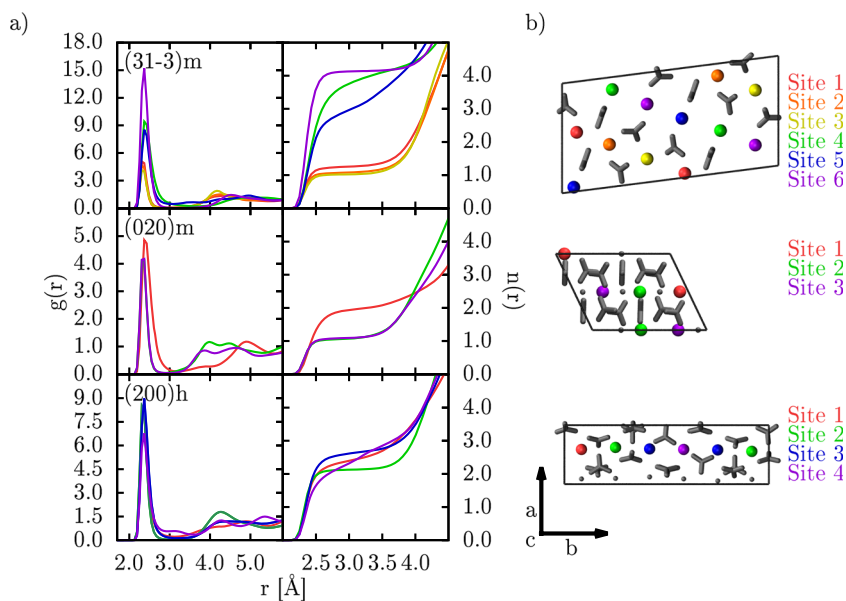 a)
b)
(31-3)m
18.0
15.0
12.0
9.0
6.0
3.0
0.0
4.0
3.0
2.0
1.0
0.0
Site 1
Site 2
Site 3
Site 4
Site 5
Site 6
(020)m
5.0
4.0
3.0
2.0
1.0
0.0
4.0
3.0
2.0
1.0
0.0
g(r)
n(r)
Site 1
Site 2
Site 3
(200)h
9.0
7.5
6.0
4.5
3.0
1.5
0.0
4.0
3.0
2.0
1.0
0.0
Site 1
Site 2
Site 3
Site 4
2.0 3.0 4.0 5.0 2.5 3.0 3.5 4.0
r [Å]
a
c
b